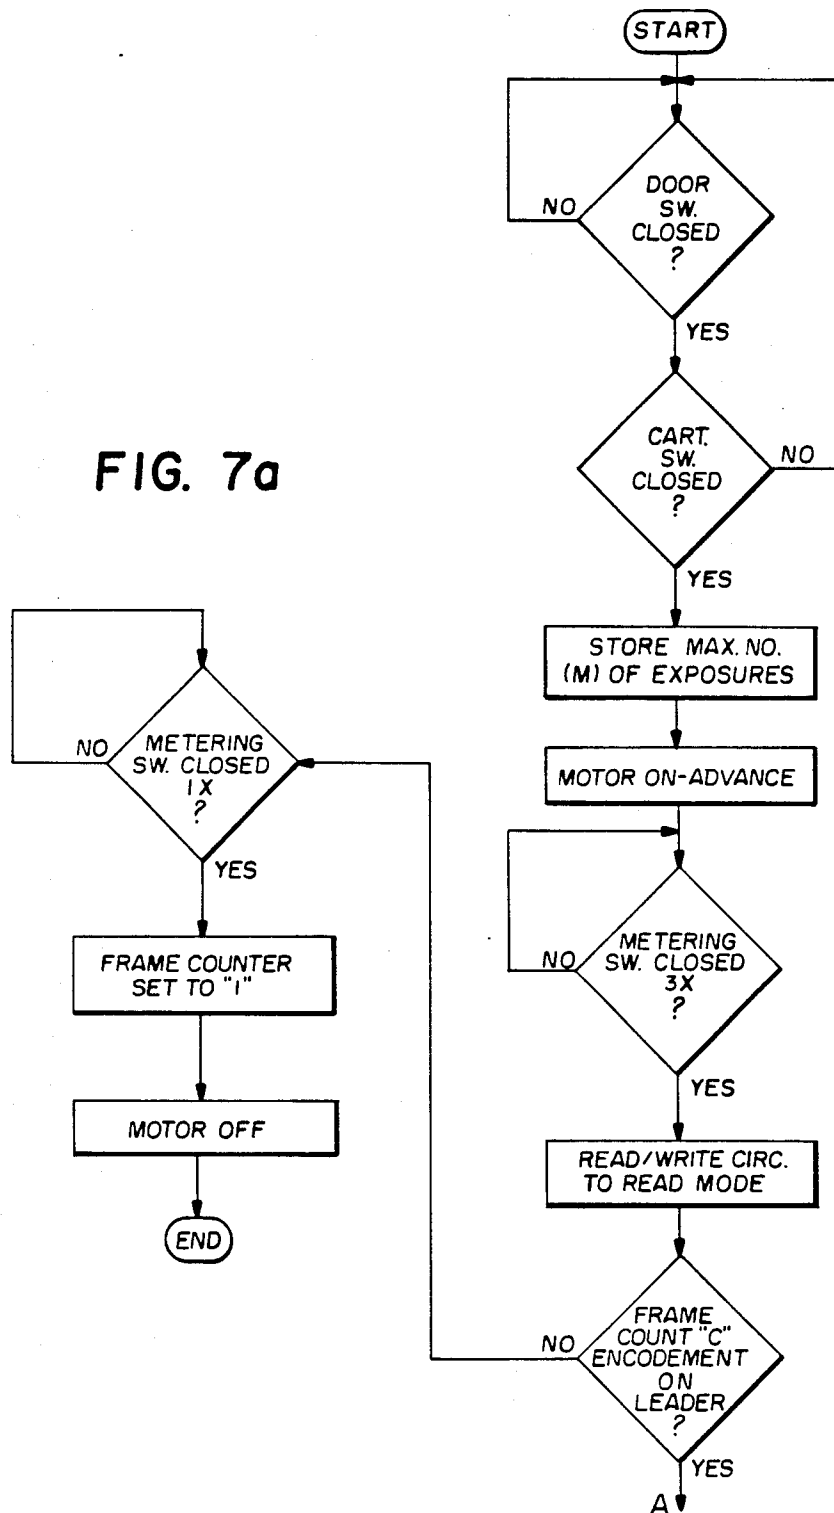 START
DOOR
SW.
CLOSED
?
NO
YES
CART.
SW.
CLOSED
?
NO
YES
FIG. 7a
STORE MAX. NO.
(M) OF EXPOSURES
MOTOR ON-ADVANCE
METERING
SW. CLOSED
3X
?
NO
YES
READ/WRITE CIRC.
TO READ MODE
FRAME
COUNT "C"
ENCODEMENT
ON
LEADER
?
NO
YES
A
METERING
SW. CLOSED
1X
?
NO
YES
FRAME COUNTER
SET TO "1"
MOTOR OFF
END